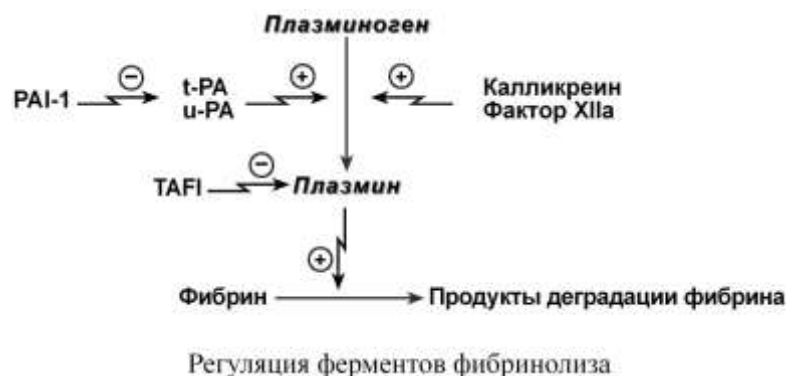 Плазминоген
PAI-1
t-PA
u-PA
Калликреин
Фактор XIIa
TAFI
Плазмин
Фибрин
Продукты деградации фибрина
Регуляция ферментов фибринолиза